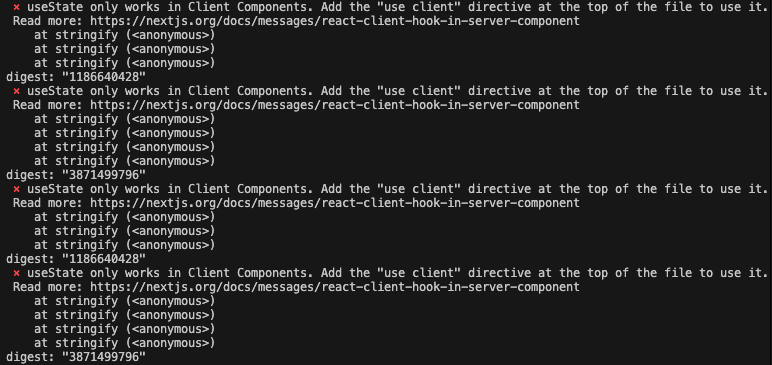 × useState only works in Client Components. Add the "use client" directive at the top of the file to use it.
Read more: https://nextjs.org/docs/messages/react-client-hook-in-server-component
at stringify (<anonymous>)
at stringify (<anonymous>)
at stringify (<anonymous>)
digest: "1186640428"
× useState only works in Client Components. Add the "use client" directive at the top of the file to use it.
Read more: https://nextjs.org/docs/messages/react-client-hook-in-server-component
at stringify (<anonymous>)
at stringify (<anonymous>)
at stringify (<anonymous>)
at stringify (<anonymous>)
digest: "3871499796"
× useState only works in Client Components. Add the "use client" directive at the top of the file to use it.
Read more: https://nextjs.org/docs/messages/react-client-hook-in-server-component
at stringify (<anonymous>)
at stringify (<anonymous>)
at stringify (<anonymous>)
digest: "1186640428"
× useState only works in Client Components. Add the "use client" directive at the top of the file to use it.
Read more: https://nextjs.org/docs/messages/react-client-hook-in-server-component
at stringify (<anonymous>)
at stringify (<anonymous>)
at stringify (<anonymous>)
at stringify (<anonymous>)
digest: "3871499796"